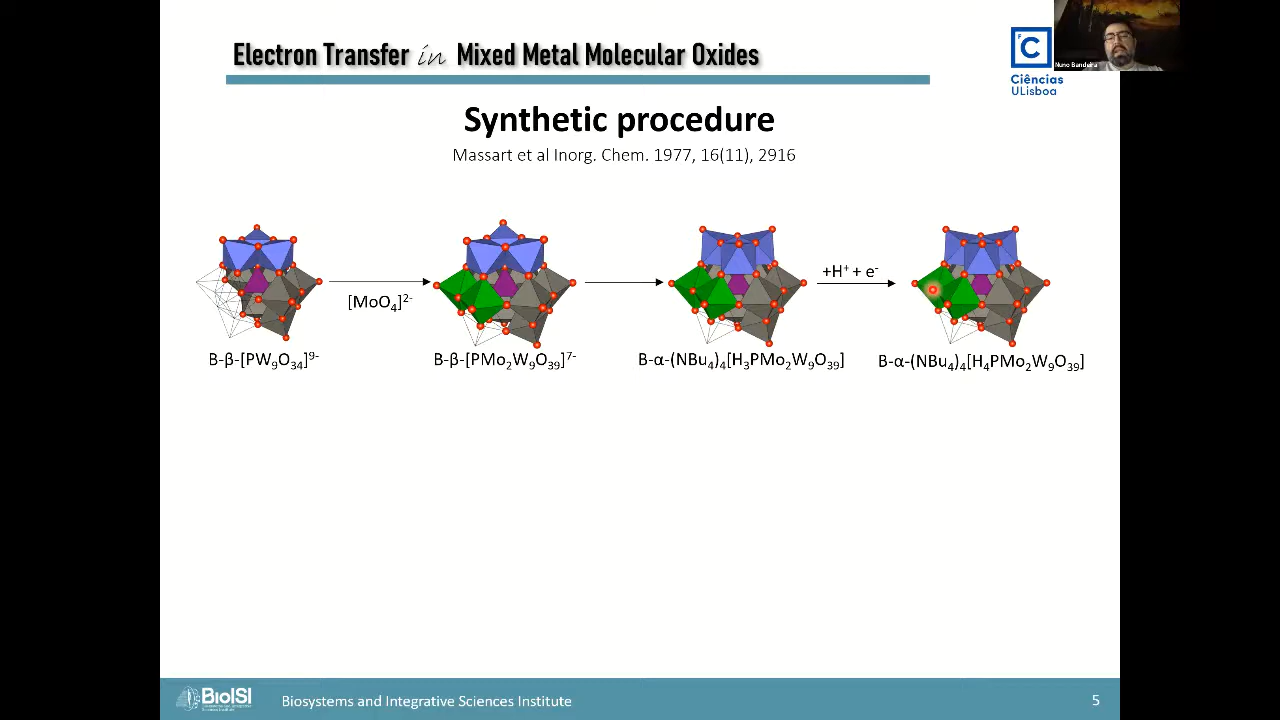 Electron Transfer in Mixed Metal Molecular Oxides
C
Ciências
ULisboa
Nuno Bandeira
Synthetic procedure
Massart et al Inorg. Chem. 1977, 16(11), 2916
[MoO₄]²⁻
+H⁺ + e⁻
B-β-[PW₉O₃₄]⁹⁻
B-β-[PMo₂W₉O₃₉]⁷⁻
B-α-(NBu₄)₄[H₃PMo₂W₉O₃₉]
B-α-(NBu₄)₄[H₄PMo₂W₉O₃₉]
BioISI
Biosystems and Integrative Sciences Institute
5